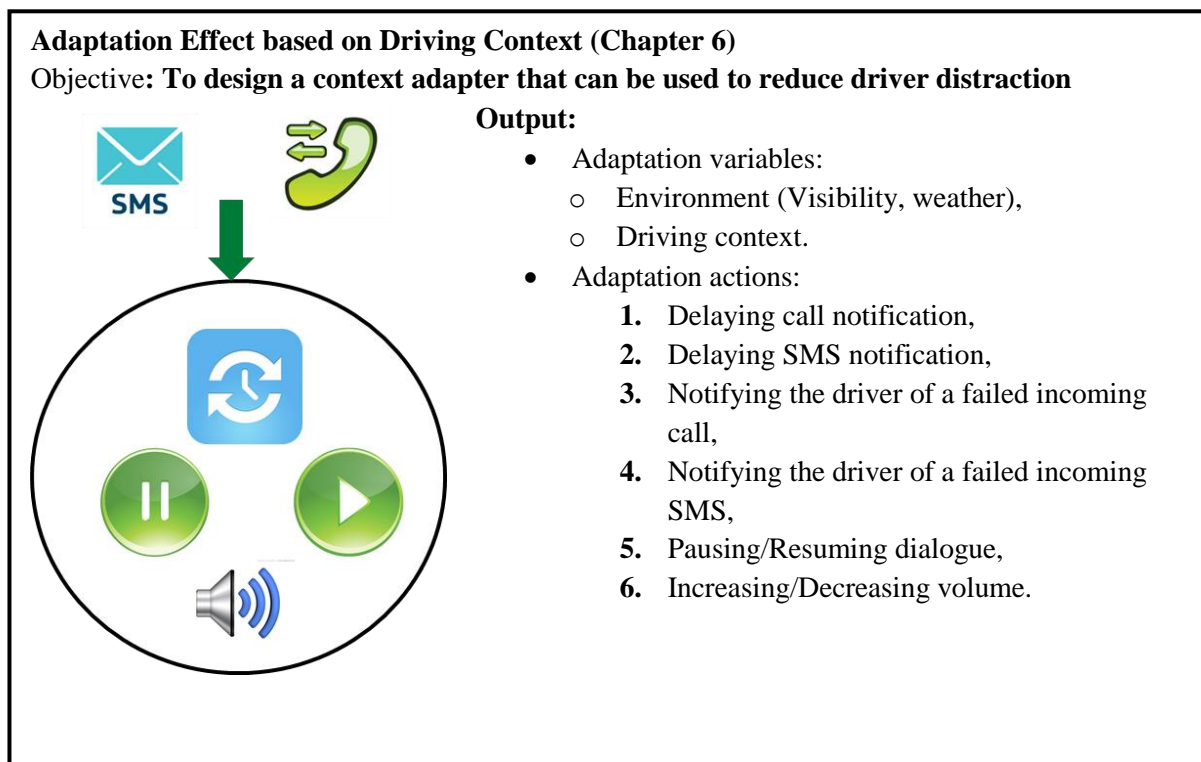 Adaptation Effect based on Driving Context (Chapter 6)
Objective: To design a context adapter that can be used to reduce driver distraction
SMS
Output:
• Adaptation variables:
o Environment (Visibility, weather),
o Driving context.
• Adaptation actions:
1. Delaying call notification,
2. Delaying SMS notification,
3. Notifying the driver of a failed incoming
call,
4. Notifying the driver of a failed incoming
SMS,
5. Pausing/Resuming dialogue,
6. Increasing/Decreasing volume.